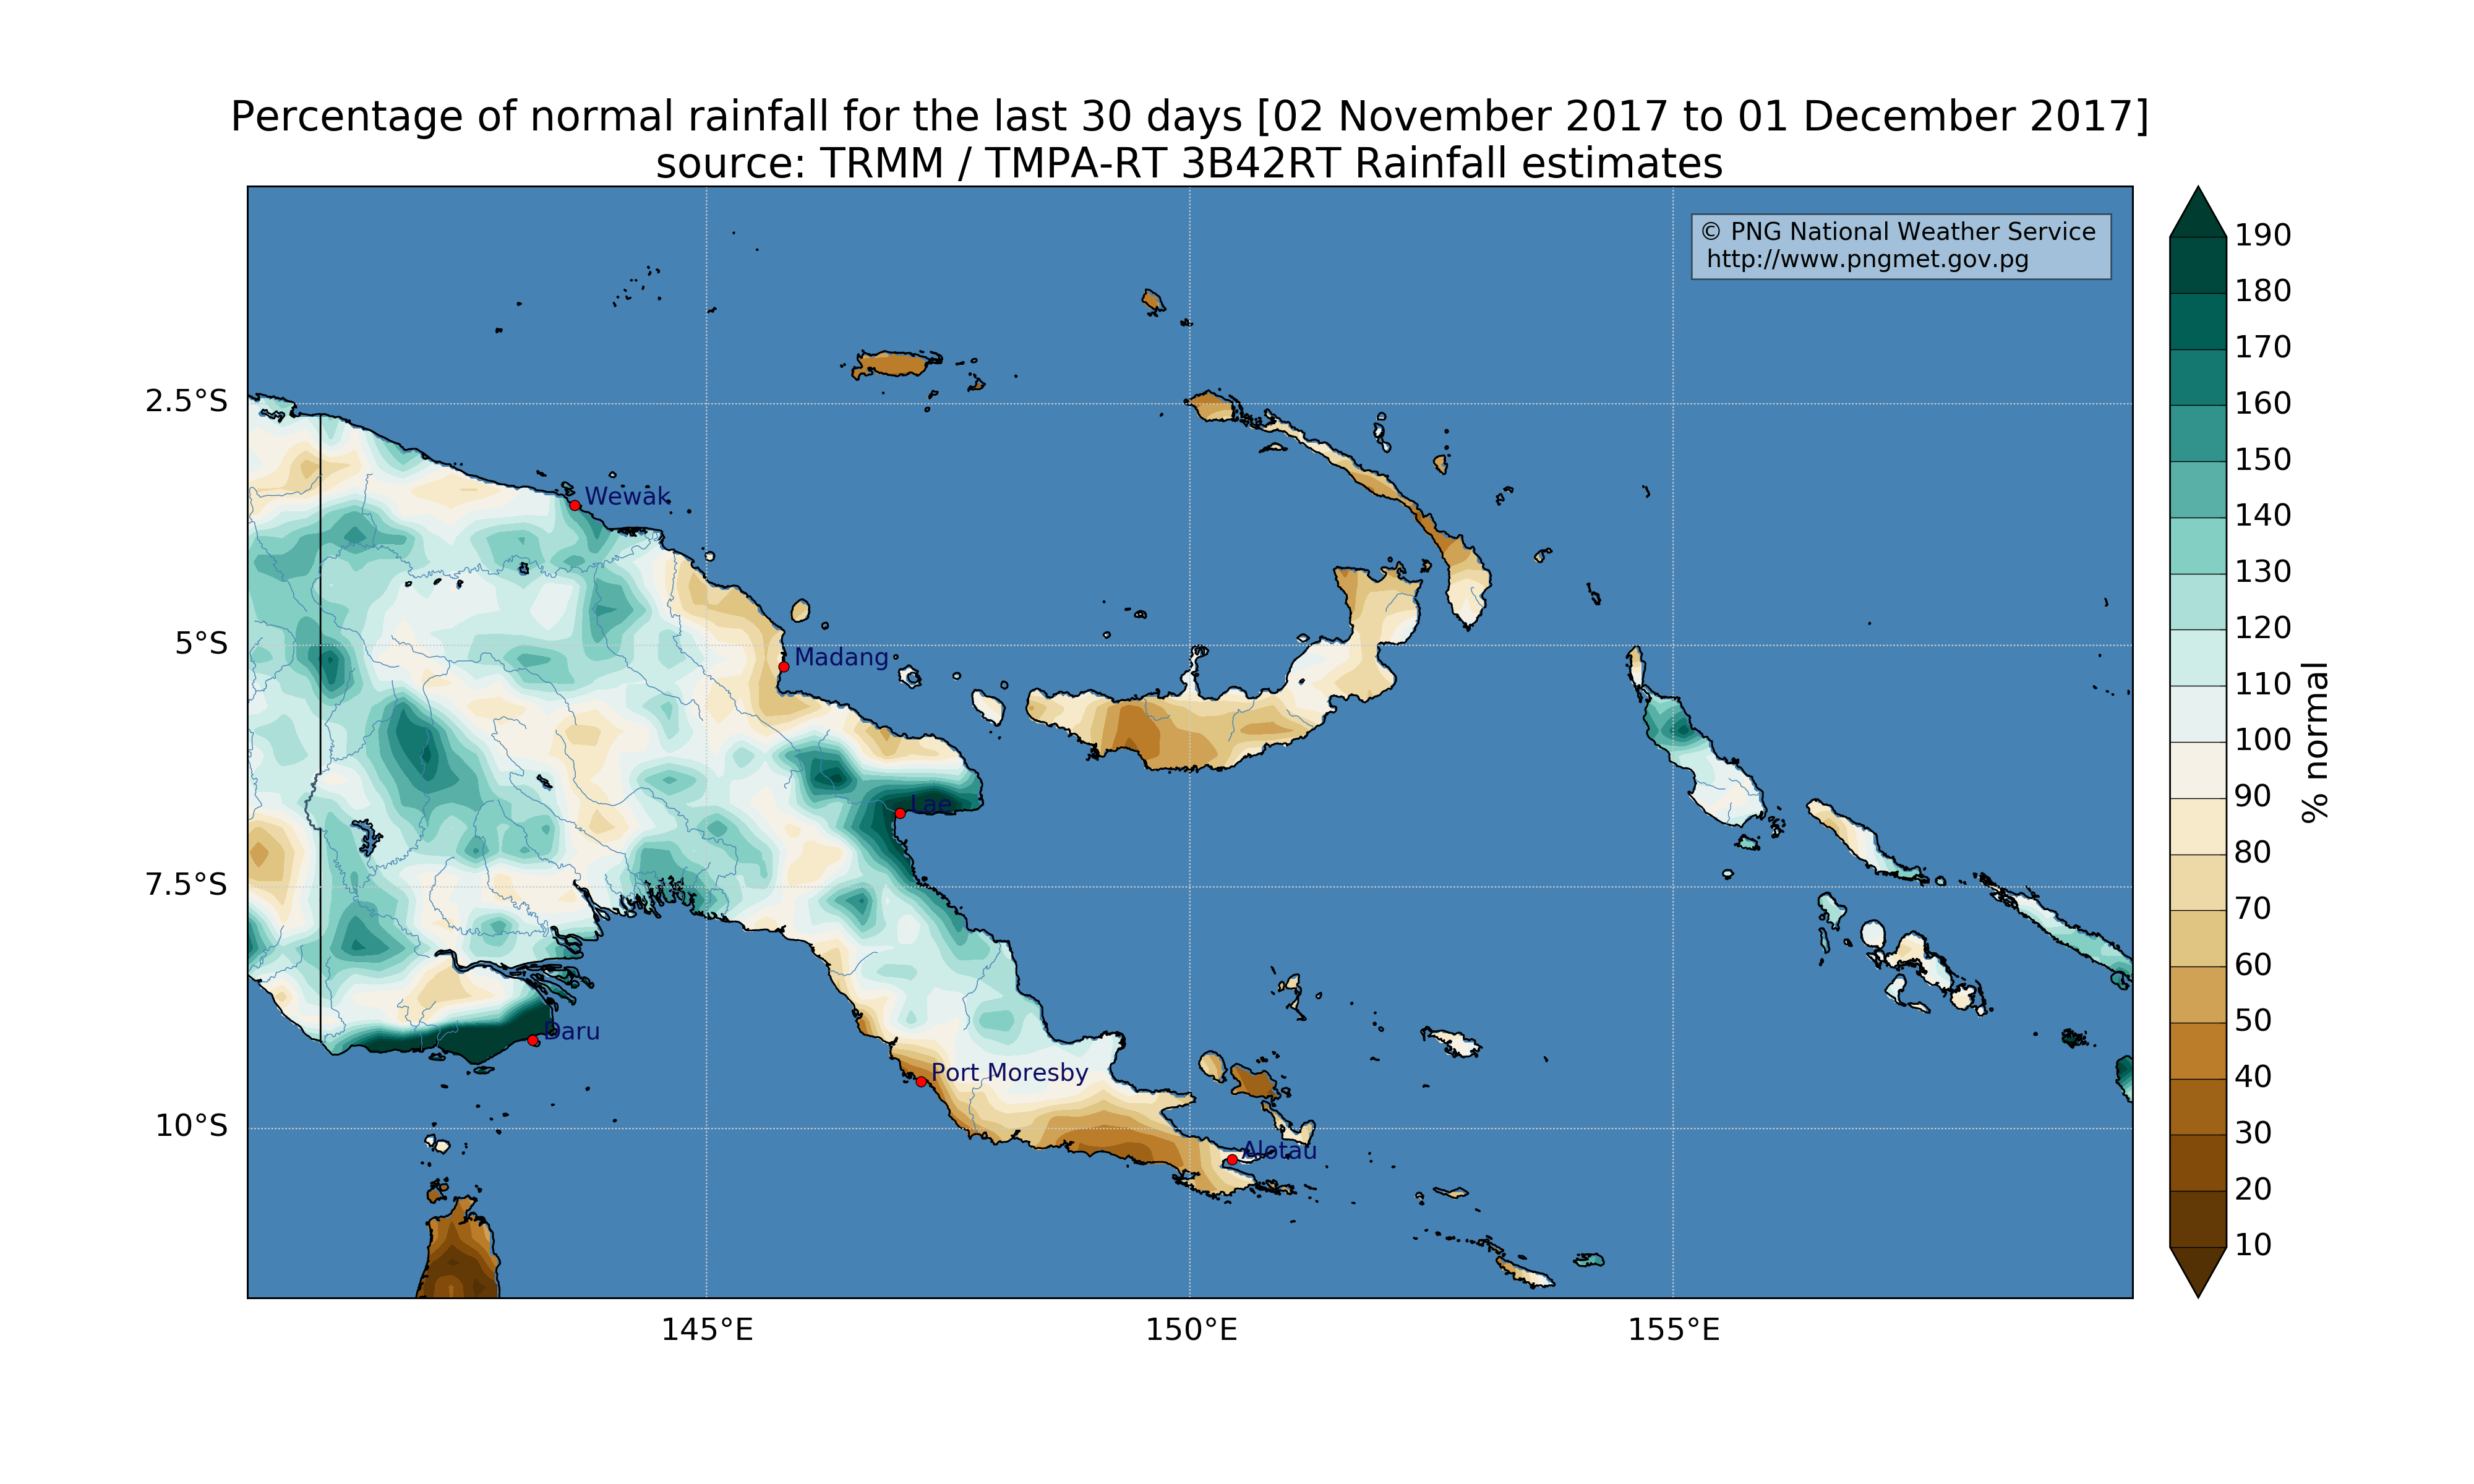 Percentage of normal rainfall for the last 30 days [02 November 2017 to 01 December 2017]
source: TRMM / TMPA-RT 3B42RT Rainfall estimates
© PNG National Weather Service
http://www.pngmet.gov.pg
2.5°S
5°S
7.5°S
10°S
Wewak
Madang
Lae
Daru
Port Moresby
Alotau
145°E
150°E
155°E
190
180
170
160
150
140
130
120
110
100
90
80
70
60
50
40
30
20
10
% normal